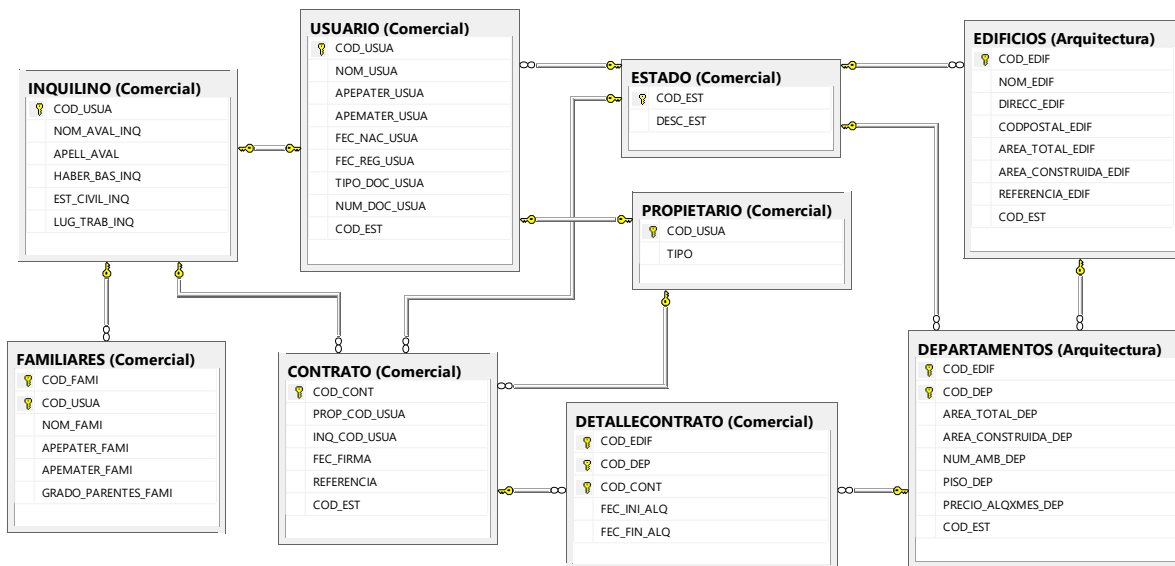 USUARIO (Comercial)
COD_USUA
NOM_USUA
APEPATER_USUA
APEMATER_USUA
FEC_NAC_USUA
FEC_REG_USUA
TIPO_DOC_USUA
NUM_DOC_USUA
COD_EST
INQUILINO (Comercial)
COD_USUA
NOM_AVAL_INQ
APELL_AVAL
HABER_BAS_INQ
EST_CIVIL_INQ
LUG_TRAB_INQ
ESTADO (Comercial)
COD_EST
DESC_EST
EDIFICIOS (Arquitectura)
COD_EDIF
NOM_EDIF
DIRECC_EDIF
CODPOSTAL_EDIF
AREA_TOTAL_EDIF
AREA_CONSTRUIDA_EDIF
REFERENCIA_EDIF
COD_EST
PROPIETARIO (Comercial)
COD_USUA
TIPO
FAMILIARES (Comercial)
COD_FAMI
COD_USUA
NOM_FAMI
APEPATER_FAMI
APEMATER_FAMI
GRADO_PARENTES_FAMI
CONTRATO (Comercial)
COD_CONT
PROP_COD_USUA
INQ_COD_USUA
FEC_FIRMA
REFERENCIA
COD_EST
DETALLECONTRATO (Comercial)
COD_EDIF
COD_DEP
COD_CONT
FEC_INI_ALQ
FEC_FIN_ALQ
DEPARTAMENTOS (Arquitectura)
COD_EDIF
COD_DEP
AREA_TOTAL_DEP
AREA_CONSTRUIDA_DEP
NUM_AMB_DEP
PISO_DEP
PRECIO_ALQXMES_DEP
COD_EST